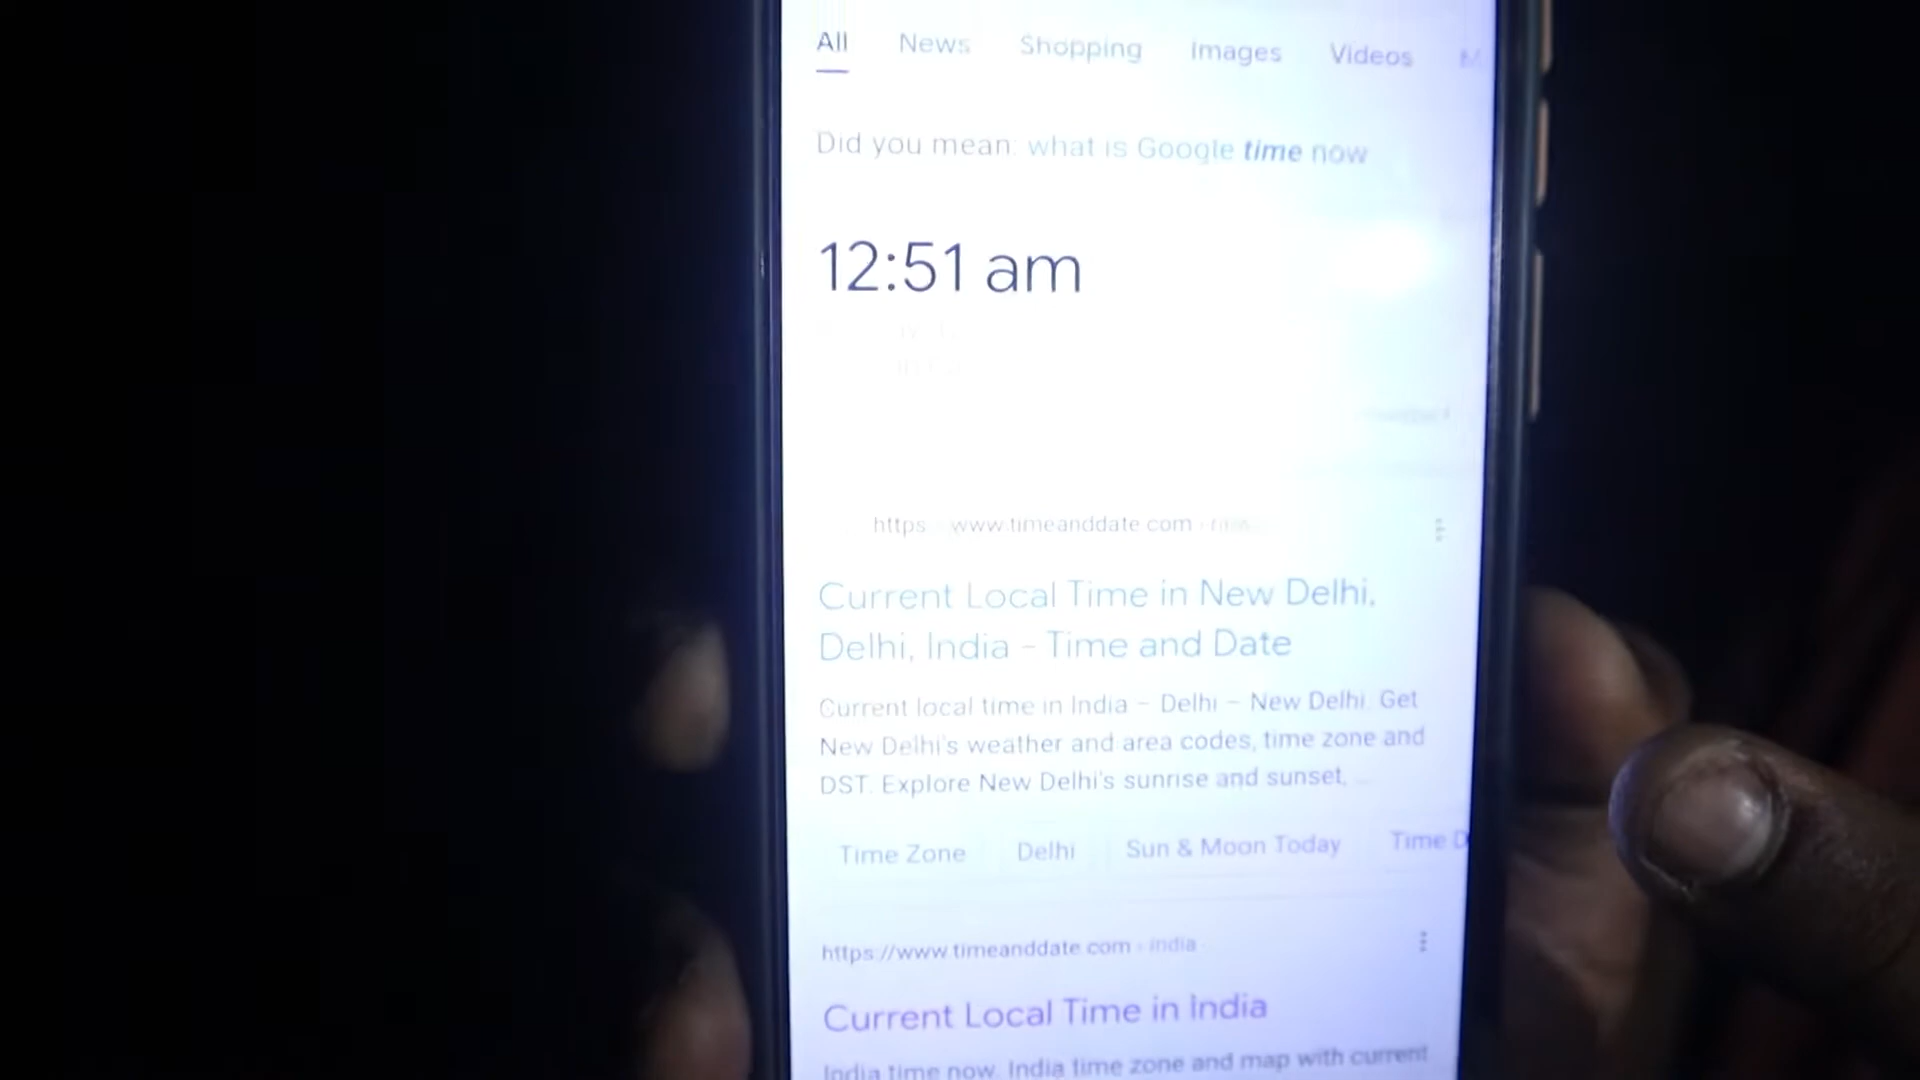 All News Shopping Images Videos
Did you mean: what is Google time now
12:51 am
https www.timeanddate.com
Current Local Time in New Delhi,
Delhi, India - Time and Date
Current local time in India – Delhi – New Delhi. Get
New Delhi's weather and area codes, time zone and
DST. Explore New Delhi's sunrise and sunset,
Time Zone Delhi Sun & Moon Today Time D
https://www.timeanddate.com › india
Current Local Time in India
India time now. India time zone and map with current